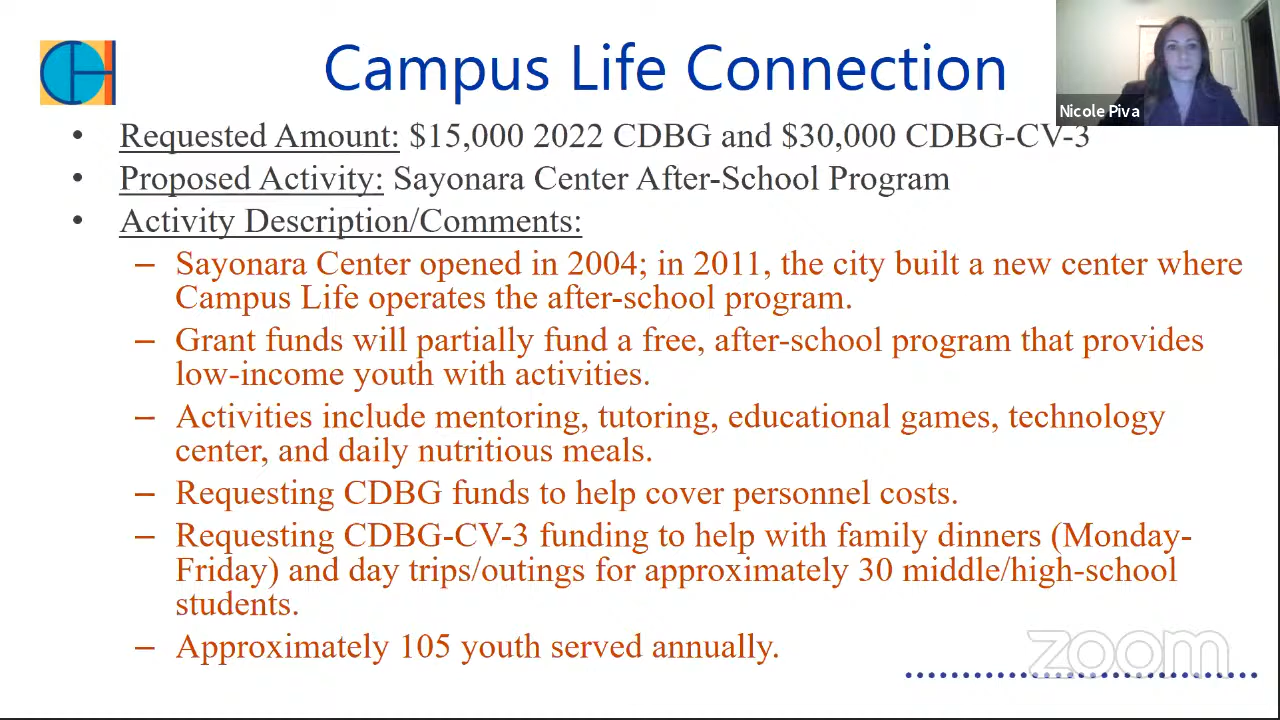 Campus Life Connection
Nicole Piva
• Requested Amount: $15,000 2022 CDBG and $30,000 CDBG-CV-3
• Proposed Activity: Sayonara Center After-School Program
• Activity Description/Comments:
– Sayonara Center opened in 2004; in 2011, the city built a new center where
Campus Life operates the after-school program.
– Grant funds will partially fund a free, after-school program that provides
low-income youth with activities.
– Activities include mentoring, tutoring, educational games, technology
center, and daily nutritious meals.
– Requesting CDBG funds to help cover personnel costs.
– Requesting CDBG-CV-3 funding to help with family dinners (Monday-
Friday) and day trips/outings for approximately 30 middle/high-school
students.
– Approximately 105 youth served annually.
zoom